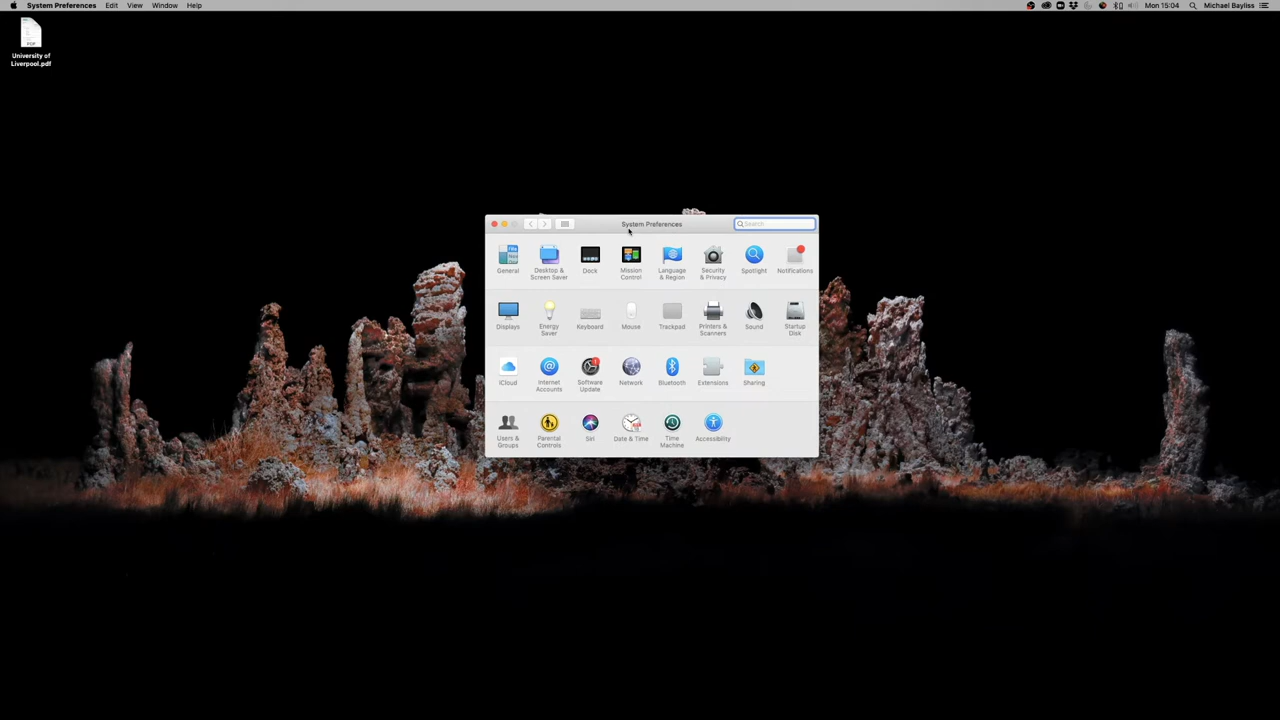 System Preferences Edit View Window Help
Mon 15:04 Michael Bayliss
PDF
University of
Liverpool.pdf
System Preferences
Search
General
Desktop &
Screen Saver
Dock
Mission
Control
Language
& Region
Security
& Privacy
Spotlight
Notifications
Displays
Energy
Saver
Keyboard
Mouse
Trackpad
Printers &
Scanners
Sound
Startup
Disk
iCloud
Internet
Accounts
Software
Update
Network
Bluetooth
Extensions
Sharing
Users &
Groups
Parental
Controls
Siri
Date & Time
Time
Machine
Accessibility